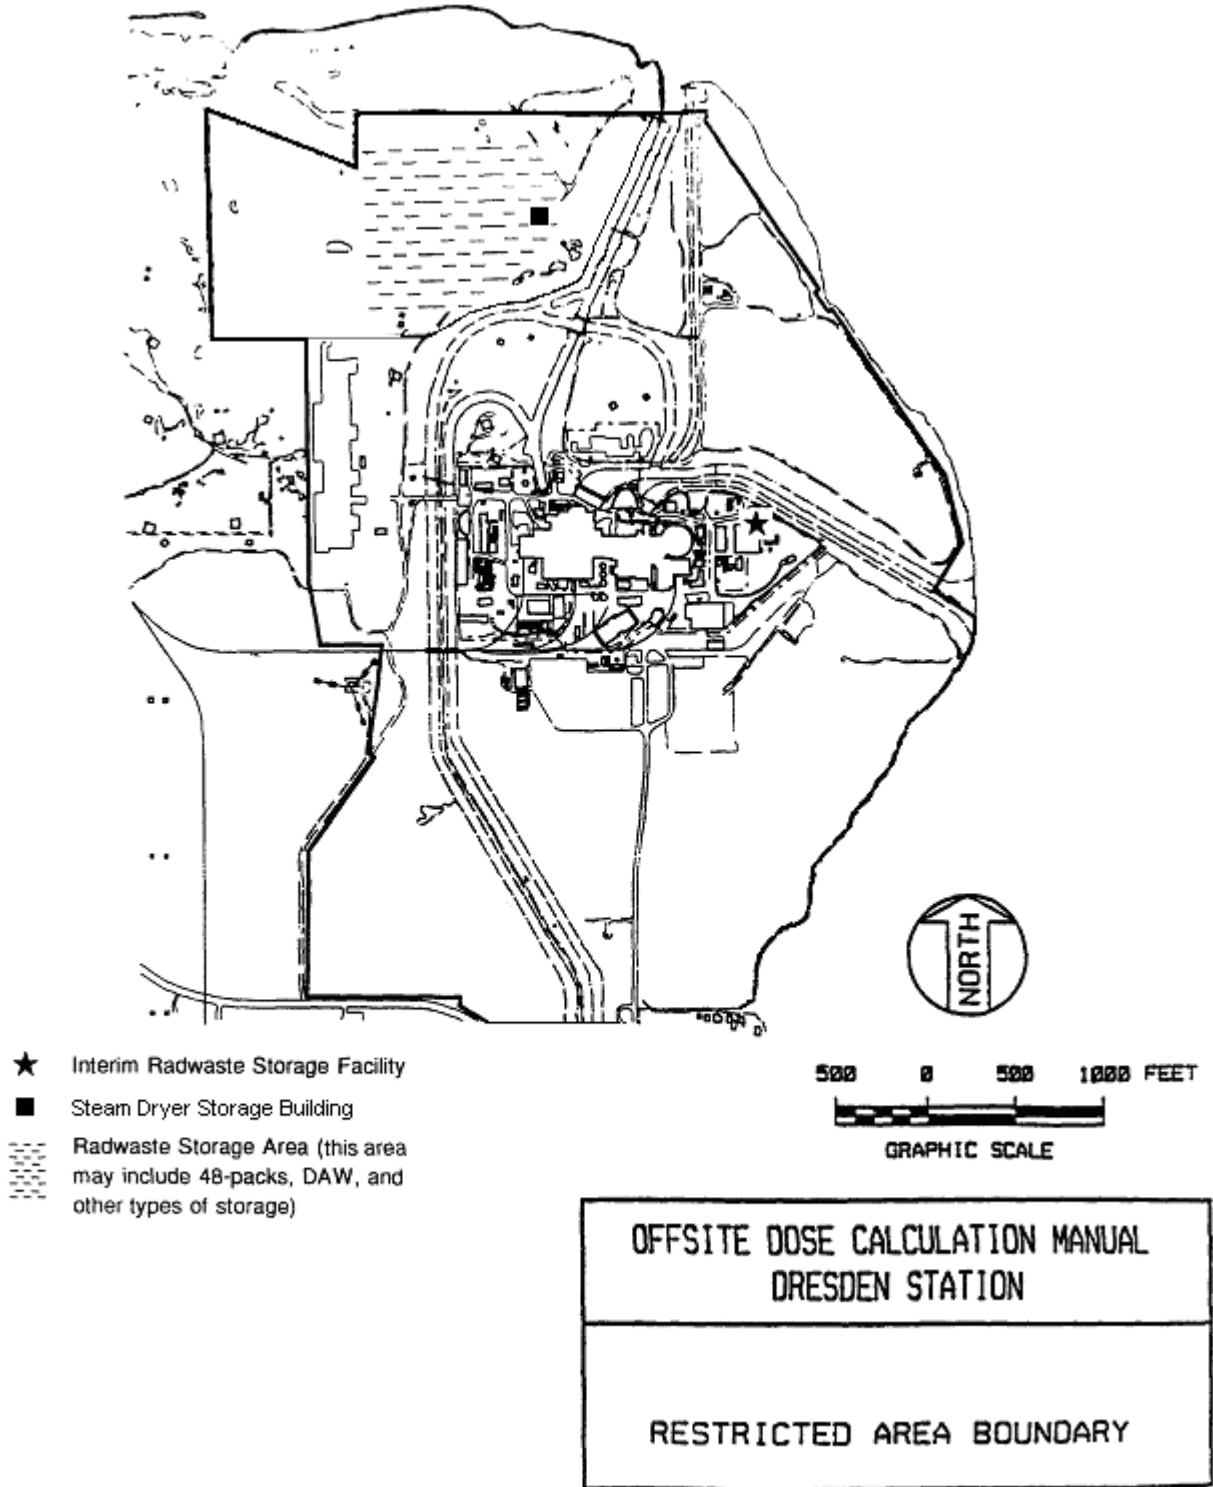 NORTH
★ Interim Radwaste Storage Facility
■ Steam Dryer Storage Building
Radwaste Storage Area (this area
may include 48-packs, DAW, and
other types of storage)
500 0 500 1000 FEET
GRAPHIC SCALE
OFFSITE DOSE CALCULATION MANUAL
DRESDEN STATION
RESTRICTED AREA BOUNDARY